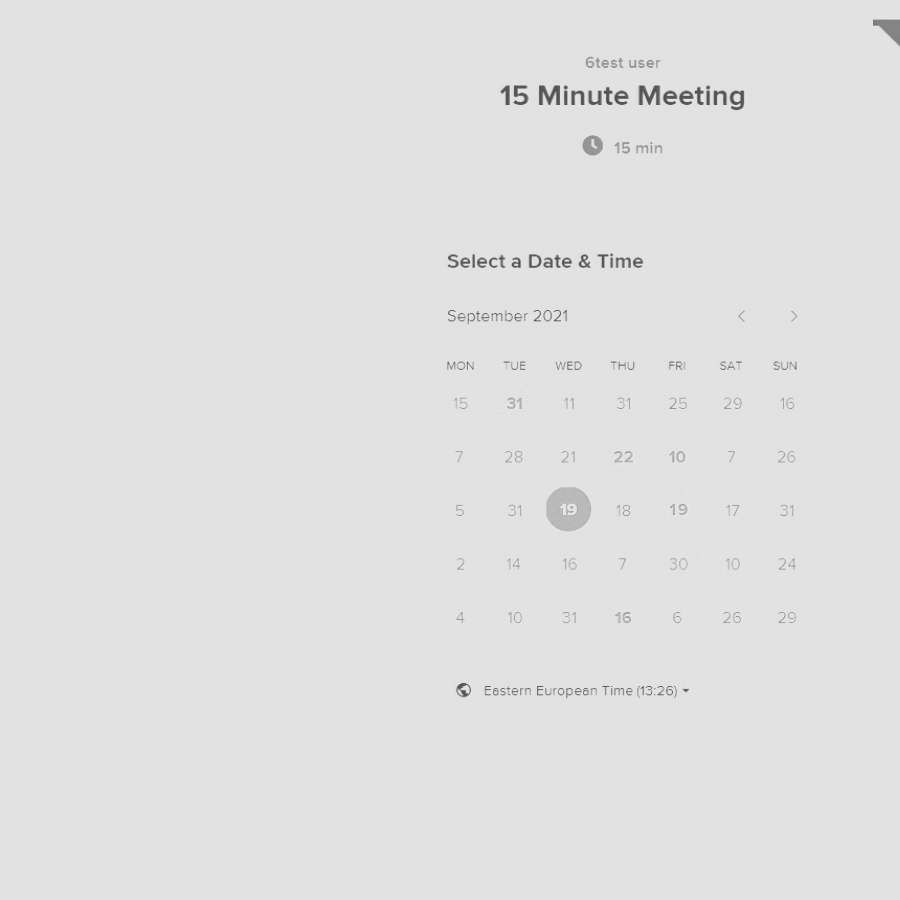 6test user
15 Minute Meeting
15 min
Select a Date & Time
September 2021
MON TUE WED THU FRI SAT SUN
15 31 11 31 25 29 16
7 28 21 22 10 7 26
5 31 19 18 19 17 31
2 14 16 7 30 10 24
4 10 31 16 6 26 29
Eastern European Time (13:26)